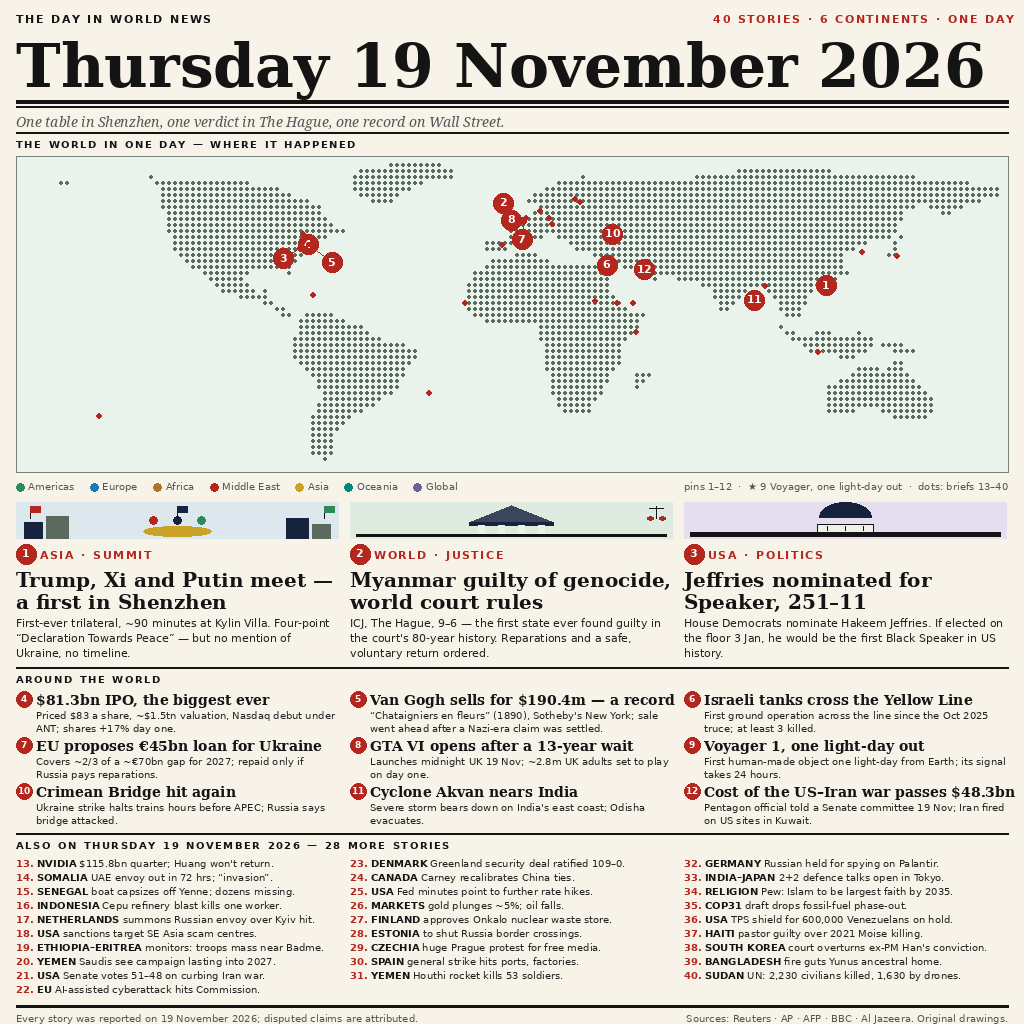 THE DAY IN WORLD NEWS
40 STORIES · 6 CONTINENTS · ONE DAY
Thursday 19 November 2026
One table in Shenzhen, one verdict in The Hague, one record on Wall Street.
THE WORLD IN ONE DAY — WHERE IT HAPPENED
2
8
7
10
4
3
5
6
12
11
1
Americas Europe Africa Middle East Asia Oceania Global
pins 1–12 · ★ 9 Voyager, one light-day out · dots: briefs 13–40
1 ASIA · SUMMIT
Trump, Xi and Putin meet —
a first in Shenzhen
First-ever trilateral, ~90 minutes at Kylin Villa. Four-point
“Declaration Towards Peace” — but no mention of
Ukraine, no timeline.
2 WORLD · JUSTICE
Myanmar guilty of genocide,
world court rules
ICJ, The Hague, 9–6 — the first state ever found guilty in
the court's 80-year history. Reparations and a safe,
voluntary return ordered.
3 USA · POLITICS
Jeffries nominated for
Speaker, 251–11
House Democrats nominate Hakeem Jeffries. If elected on
the floor 3 Jan, he would be the first Black Speaker in US
history.
AROUND THE WORLD
4 $81.3bn IPO, the biggest ever
Priced $83 a share, ~$1.5tn valuation, Nasdaq debut under
ANT; shares +17% day one.
5 Van Gogh sells for $190.4m — a record
“Chataigniers en fleurs” (1890), Sotheby's New York; sale
went ahead after a Nazi-era claim was settled.
6 Israeli tanks cross the Yellow Line
First ground operation across the line since the Oct 2025
truce; at least 3 killed.
7 EU proposes €45bn loan for Ukraine
Covers ~2/3 of a ~€70bn gap for 2027; repaid only if
Russia pays reparations.
8 GTA VI opens after a 13-year wait
Launches midnight UK 19 Nov; ~2.8m UK adults set to play
on day one.
9 Voyager 1, one light-day out
First human-made object one light-day from Earth; its signal
takes 24 hours.
10 Crimean Bridge hit again
Ukraine strike halts trains hours before APEC; Russia says
bridge attacked.
11 Cyclone Akvan nears India
Severe storm bears down on India's east coast; Odisha
evacuates.
12 Cost of the US–Iran war passes $48.3bn
Pentagon official told a Senate committee 19 Nov; Iran fired
on US sites in Kuwait.
ALSO ON THURSDAY 19 NOVEMBER 2026 — 28 MORE STORIES
13. NVIDIA $115.8bn quarter; Huang won't return.
14. SOMALIA UAE envoy out in 72 hrs; “invasion”.
15. SENEGAL boat capsizes off Yenne; dozens missing.
16. INDONESIA Cepu refinery blast kills one worker.
17. NETHERLANDS summons Russian envoy over Kyiv hit.
18. USA sanctions target SE Asia scam centres.
19. ETHIOPIA–ERITREA monitors: troops mass near Badme.
20. YEMEN Saudis see campaign lasting into 2027.
21. USA Senate votes 51–48 on curbing Iran war.
22. EU AI-assisted cyberattack hits Commission.
23. DENMARK Greenland security deal ratified 109–0.
24. CANADA Carney recalibrates China ties.
25. USA Fed minutes point to further rate hikes.
26. MARKETS gold plunges ~5%; oil falls.
27. FINLAND approves Onkalo nuclear waste store.
28. ESTONIA to shut Russia border crossings.
29. CZECHIA huge Prague protest for free media.
30. SPAIN general strike hits ports, factories.
31. YEMEN Houthi rocket kills 53 soldiers.
32. GERMANY Russian held for spying on Palantir.
33. INDIA–JAPAN 2+2 defence talks open in Tokyo.
34. RELIGION Pew: Islam to be largest faith by 2035.
35. COP31 draft drops fossil-fuel phase-out.
36. USA TPS shield for 600,000 Venezuelans on hold.
37. HAITI pastor guilty over 2021 Moise killing.
38. SOUTH KOREA court overturns ex-PM Han's conviction.
39. BANGLADESH fire guts Yunus ancestral home.
40. SUDAN UN: 2,230 civilians killed, 1,630 by drones.
Every story was reported on 19 November 2026; disputed claims are attributed.
Sources: Reuters · AP · AFP · BBC · Al Jazeera. Original drawings.